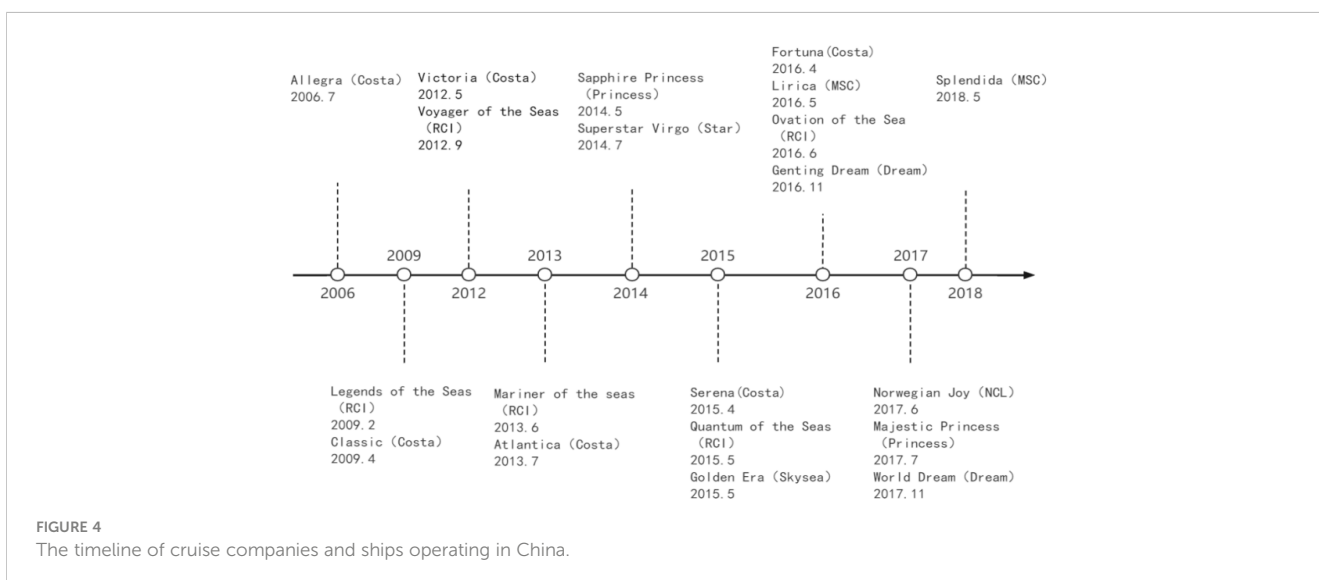 Allegra (Costa)
2006.7
Victoria (Costa)
2012.5
Voyager of the Seas
(RCI)
2012.9
Sapphire Princess
(Princess)
2014.5
Superstar Virgo (Star)
2014.7
Fortuna(Costa)
2016.4
Lirica (MSC)
2016.5
Ovation of the Sea
(RCI)
2016.6
Genting Dream (Dream)
2016.11
Splendida (MSC)
2018.5
2009
2013
2015
2017
2006
2012
2014
2016
2018
Legends of the Seas
(RCI)
2009.2
Classic (Costa)
2009.4
Mariner of the seas
(RCI)
2013.6
Atlantica (Costa)
2013.7
Serena(Costa)
2015.4
Quantum of the Seas
(RCI)
2015.5
Golden Era (Skysea)
2015.5
Norwegian Joy (NCL)
2017.6
Majestic Princess
(Princess)
2017.7
World Dream (Dream)
2017.11
FIGURE 4
The timeline of cruise companies and ships operating in China.